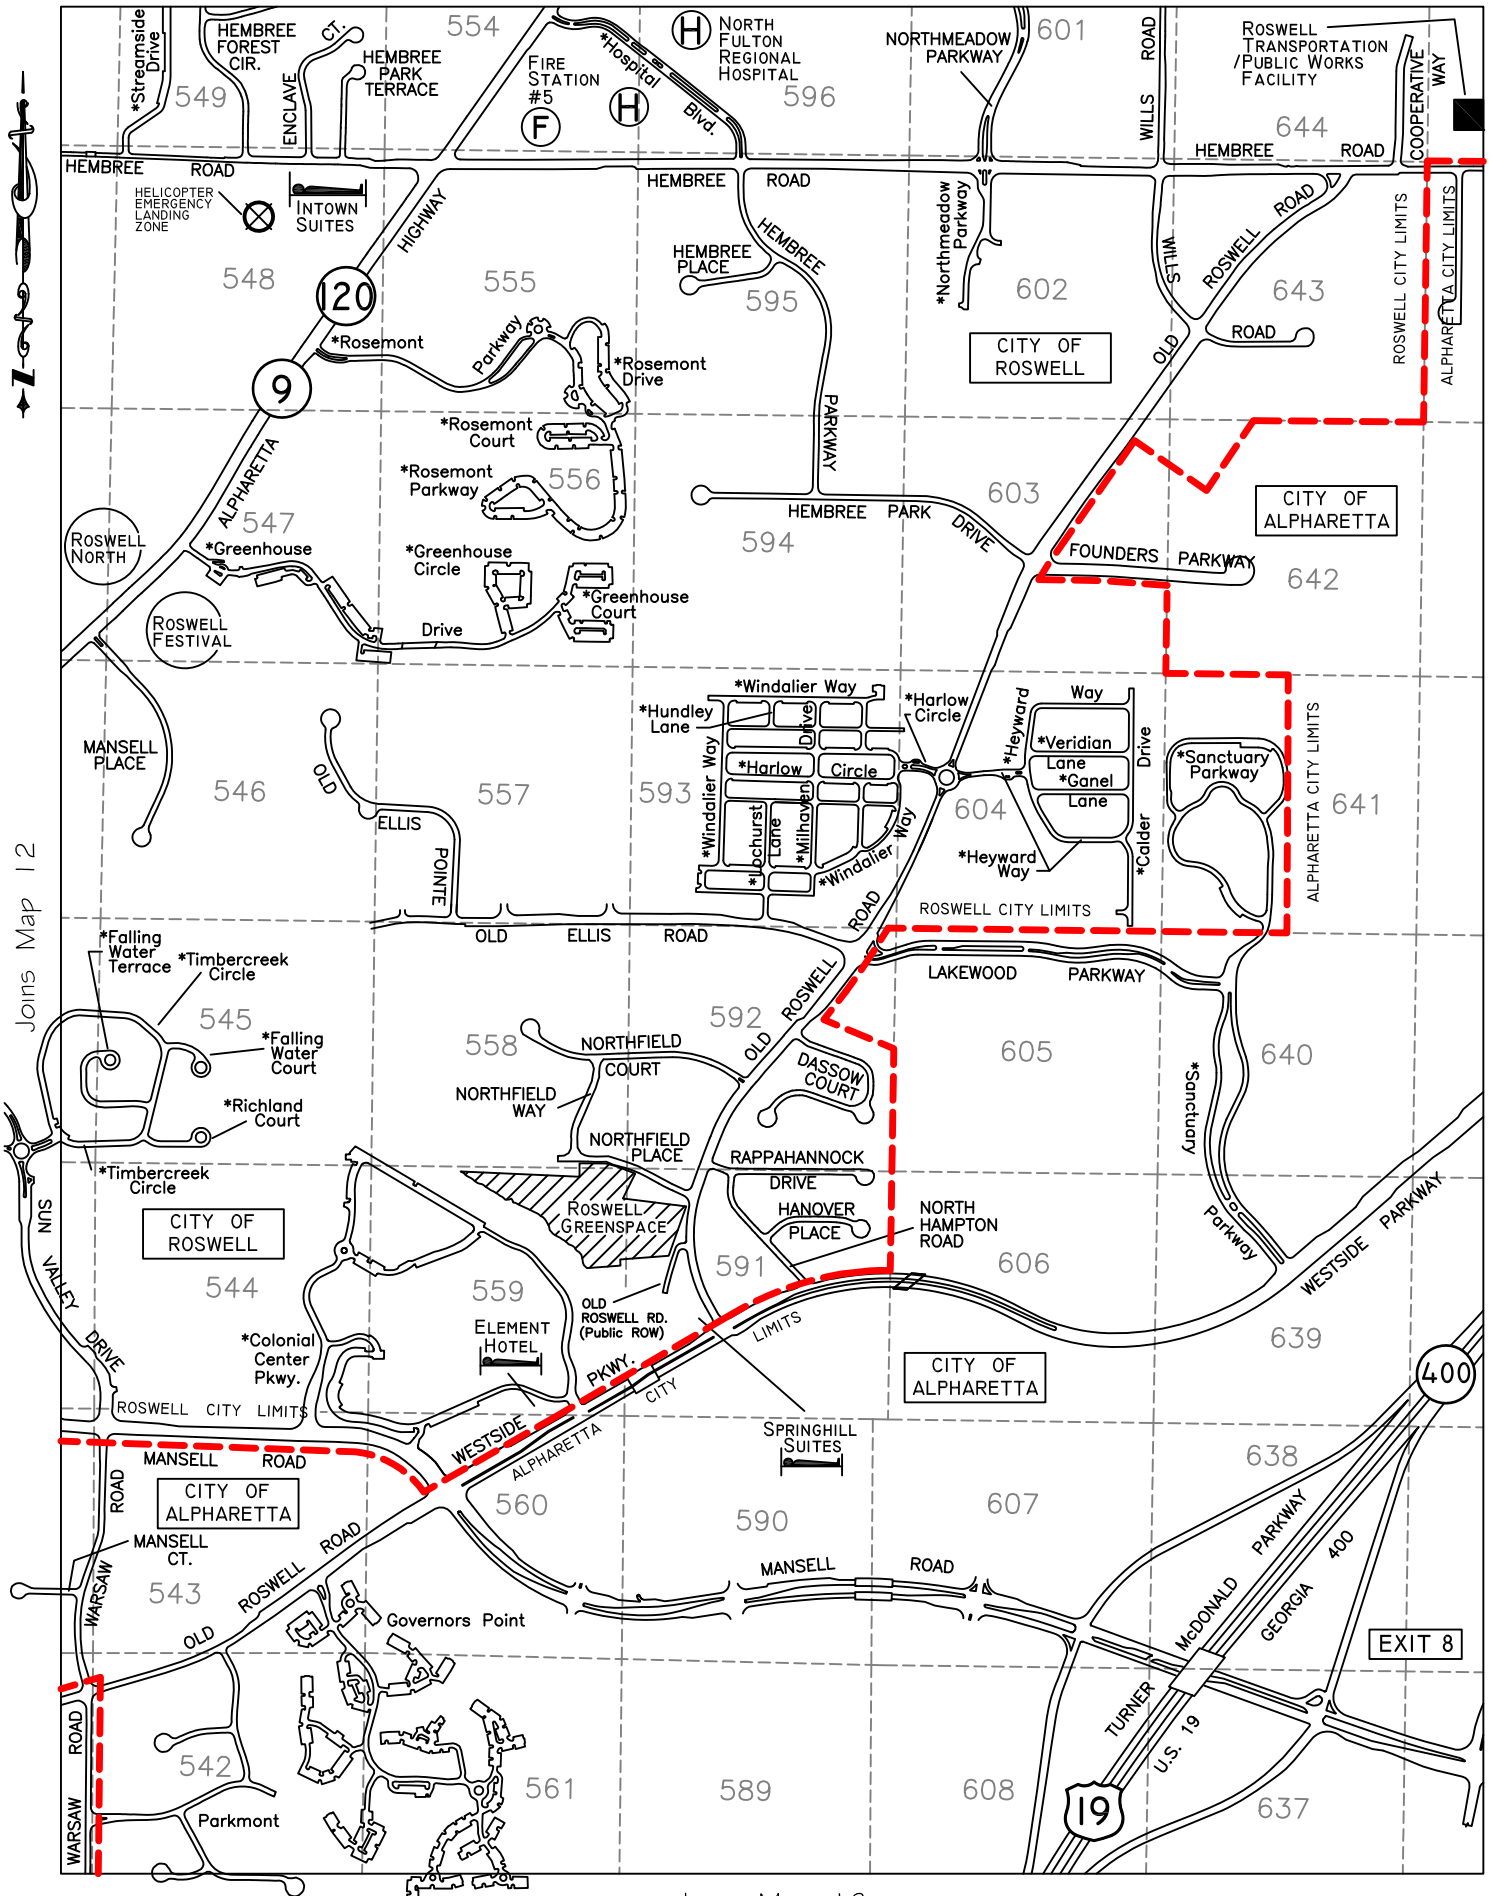 *Streamside
Drive
HEMBREE
FOREST
CIR.
549
ENCLAVE
CT.
HEMBREE
PARK
TERRACE
554
FIRE
STATION
#5
F
*Hospital
Blvd.
H
H
NORTH
FULTON
REGIONAL
HOSPITAL
596
NORTHMEADOW
PARKWAY
601
WILLS
ROAD
ROSWELL
TRANSPORTATION
/PUBLIC WORKS
FACILITY
644
COOPERATIVE
WAY
HEMBREE
ROAD
HEMBREE
ROAD
HEMBREE
ROAD
HELICOPTER
EMERGENCY
LANDING
ZONE
INTOWN
SUITES
HIGHWAY
548
120
555
*Rosemont
Parkway
*Rosemont
Drive
9
*Rosemont
Court
*Rosemont
Parkway
556
HEMBREE
PLACE
HEMBREE
595
PARKWAY
*Northmeadow
Parkway
602
WILLS
ROSWELL
ROAD
643
CITY OF
ROSWELL
OLD
ROAD
ROSWELL CITY LIMITS
ALPHARETTA CITY LIMITS
ALPHARETTA
547
ROSWELL
NORTH
*Greenhouse
*Greenhouse
Circle
*Greenhouse
Court
Drive
ROSWELL
FESTIVAL
HEMBREE PARK
DRIVE
594
603
CITY OF
ALPHARETTA
FOUNDERS PARKWAY
642
MANSELL
PLACE
546
OLD
ELLIS
POINTE
557
593
*Windalier Way
*Hundley
Lane
Drive
*Harlow
Circle
*Harlow
Circle
*Windalier Way
*Lochurst
Lane
*Milhaven
*Windalier
Way
604
*Heyward
Way
*Veridian
Lane
*Ganel
Lane
Drive
*Calder
*Heyward
Way
*Sanctuary
Parkway
ALPHARETTA CITY LIMITS
641
ROSWELL CITY LIMITS
ROAD
Joins Map 12
OLD ELLIS ROAD
LAKEWOOD PARKWAY
*Falling
Water
Terrace
*Timbercreek
Circle
545
*Falling
Water
Court
*Richland
Court
*Timbercreek
Circle
558
NORTHFIELD
COURT
NORTHFIELD
WAY
NORTHFIELD
PLACE
592
OLD
ROSWELL
DASSOW
COURT
605
640
*Sanctuary
Parkway
RAPPAHANNOCK
DRIVE
HANOVER
PLACE
NORTH
HAMPTON
ROAD
ROSWELL
GREENSPACE
SUN
VALLEY
DRIVE
CITY OF
ROSWELL
544
559
591
606
WESTSIDE
PARKWAY
639
OLD
ROSWELL RD.
(Public ROW)
ELEMENT
HOTEL
*Colonial
Center
Pkwy.
PKWY.
LIMITS
CITY
CITY OF
ALPHARETTA
400
ROSWELL CITY LIMITS
WESTSIDE
ALPHARETTA
SPRINGHILL
SUITES
MANSELL
ROAD
CITY OF
ALPHARETTA
ROAD
560
590
607
638
MANSELL
CT.
543
WARSAW
ROSWELL
ROAD
OLD
Governors Point
MANSELL
ROAD
PARKWAY
400
McDONALD
GEORGIA
TURNER
U.S. 19
EXIT 8
ROAD
WARSAW
542
Parkmont
561
589
608
19
637